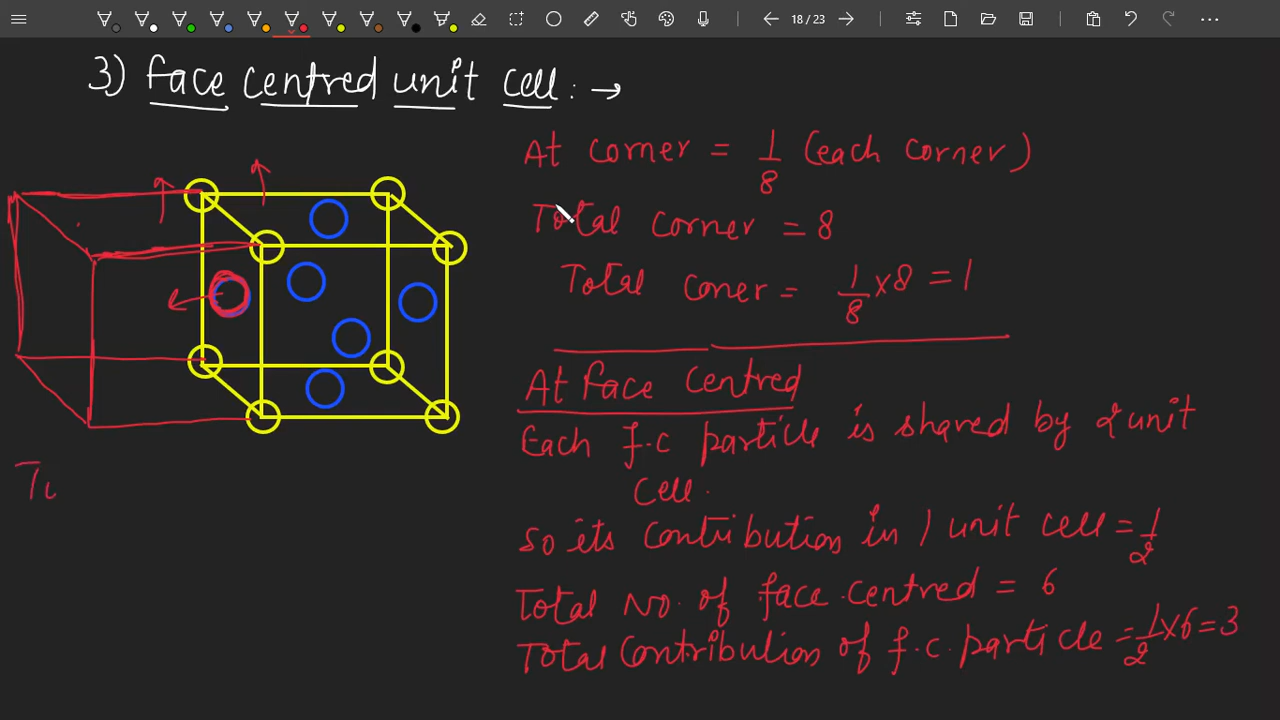 18 / 23
3) face centred unit cell : →
At corner = 1/8 (each corner)
Total corner = 8
Total coner = 1/8 × 8 = 1
At face centred
Each f.c particle is shared by 2 unit
cell.
So its contribution in 1 unit cell = 1/2
Total No. of face centred = 6
Total contribution of f.c. particle = 1/2 × 6 = 3